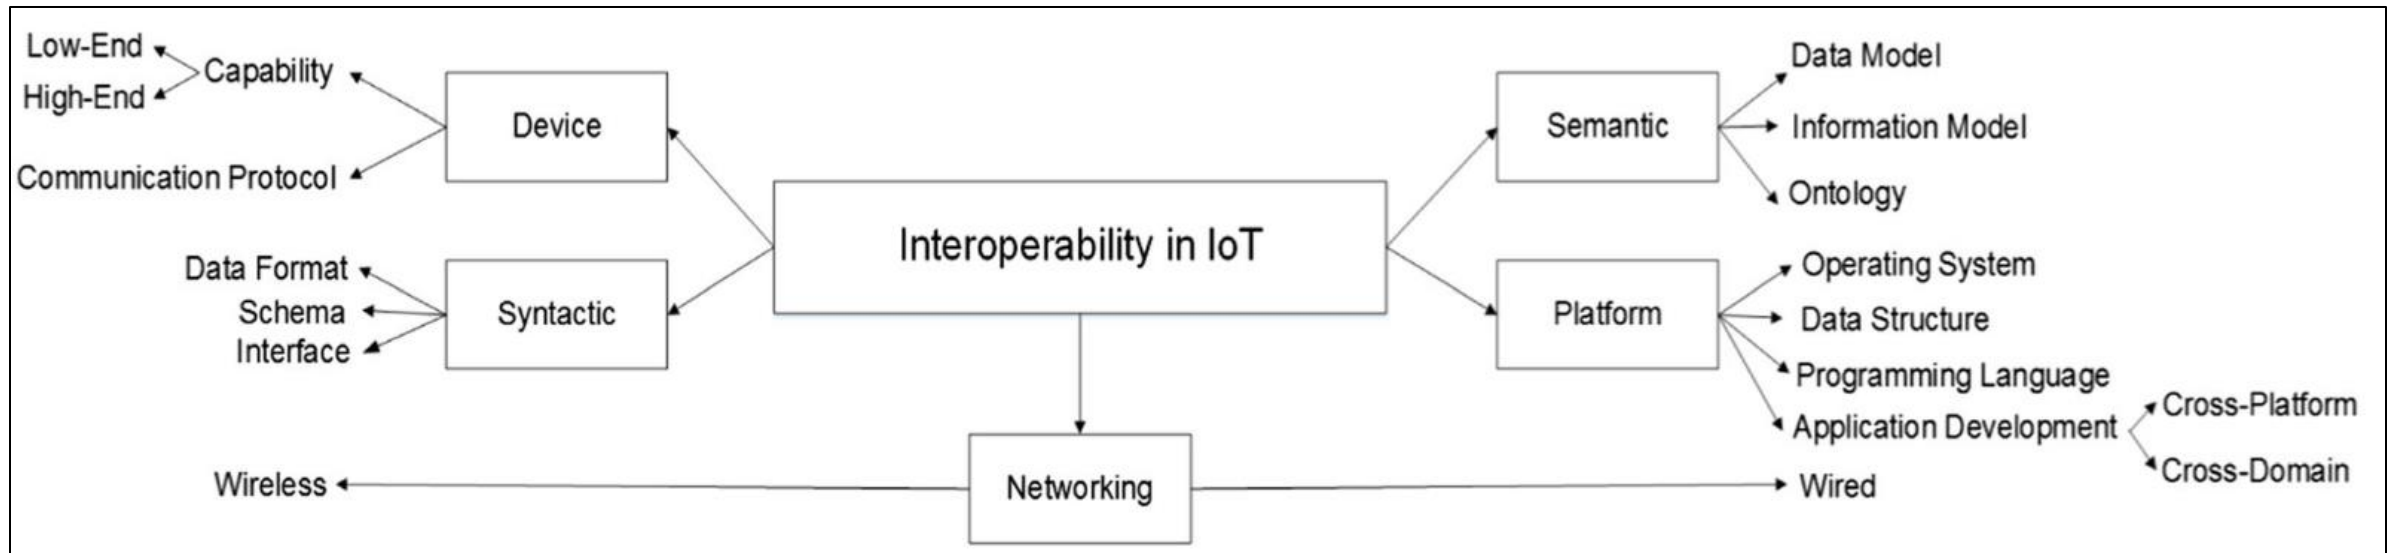 Low-End
High-End
Capability
Communication Protocol
Device
Data Format
Schema
Interface
Syntactic
Interoperability in IoT
Semantic
Data Model
Information Model
Ontology
Platform
Operating System
Data Structure
Programming Language
Application Development
Cross-Platform
Cross-Domain
Wireless
Networking
Wired